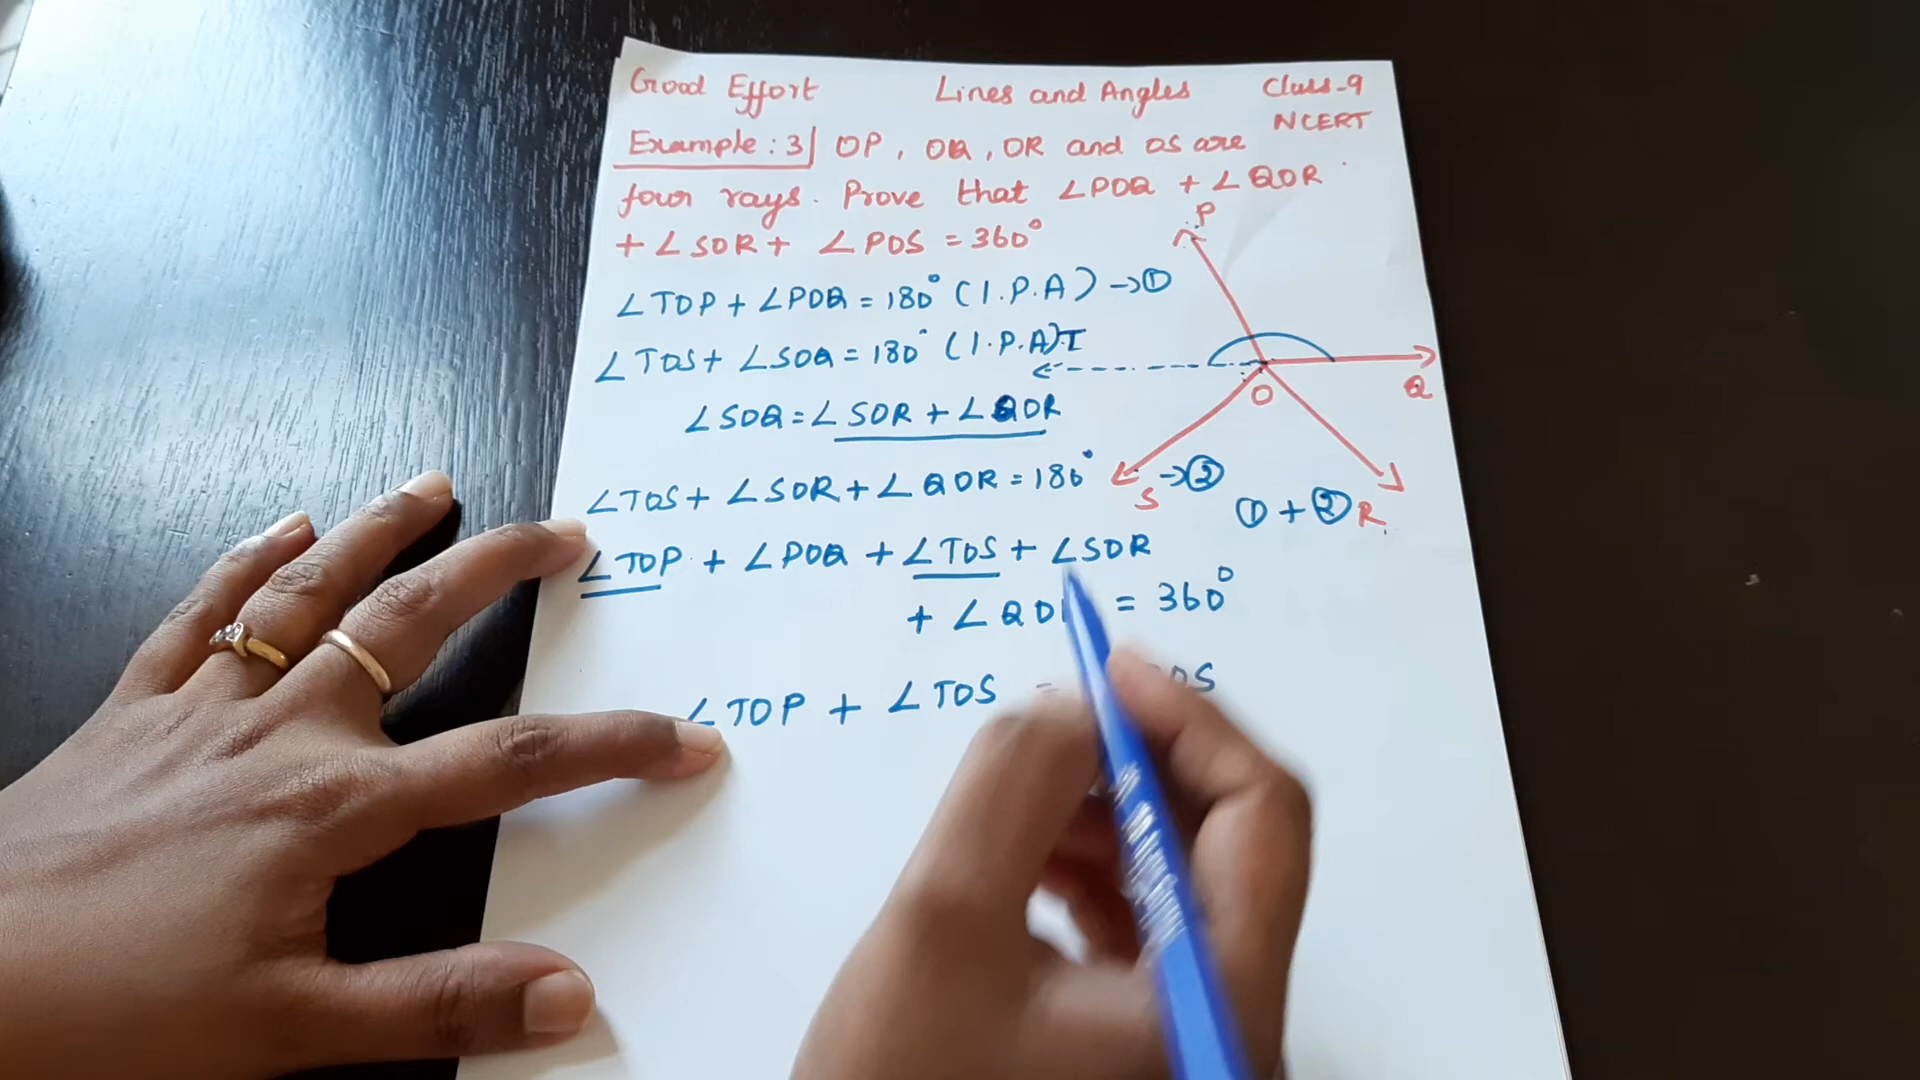 Good Effort Lines and Angles Class-9
NCERT
Example: 3 OP, OQ, OR and OS are
four rays. Prove that ∠POQ + ∠QOR
+ ∠SOR + ∠POS = 360°
∠TOP + ∠POQ = 180° (I.P.A) → ①
∠TOS + ∠SOQ = 180° (I.P.A)
∠SOQ = ∠SOR + ∠QOR
∠TOS + ∠SOR + ∠QOR = 180° → ②
① + ②
∠TOP + ∠POQ + ∠TOS + ∠SOR
+ ∠QO = 360°
∠TOP + ∠TOS = OS
P
T
O
Q
S
R